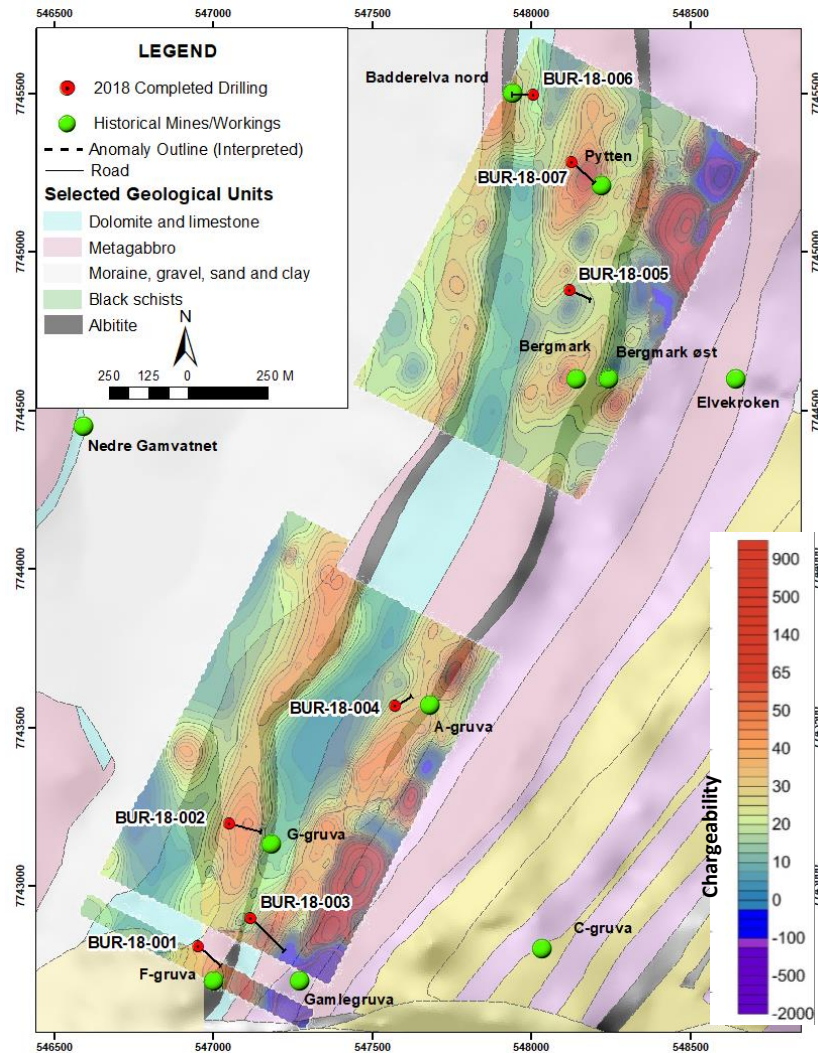 546500 547000 547500 548000 548500
LEGEND
2018 Completed Drilling
Historical Mines/Workings
Anomaly Outline (Interpreted)
Road
Selected Geological Units
Dolomite and limestone
Metagabbro
Moraine, gravel, sand and clay
Black schists
Albitite
N
250 125 0 250 M
7745500
7745500
Badderelva nord
BUR-18-006
Pytten
BUR-18-007
7745000
7745000
BUR-18-005
Bergmark
Bergmark øst
Elvekroken
7744500
7744500
Nedre Gamvatnet
7744000
BUR-18-004
A-gruva
7743500
BUR-18-002
G-gruva
7743000
BUR-18-003
BUR-18-001
F-gruva
Gamlegruva
C-gruva
Chargeability
900
500
140
65
50
40
30
20
10
0
-100
-500
-2000
546500 547000 547500 548000 548500